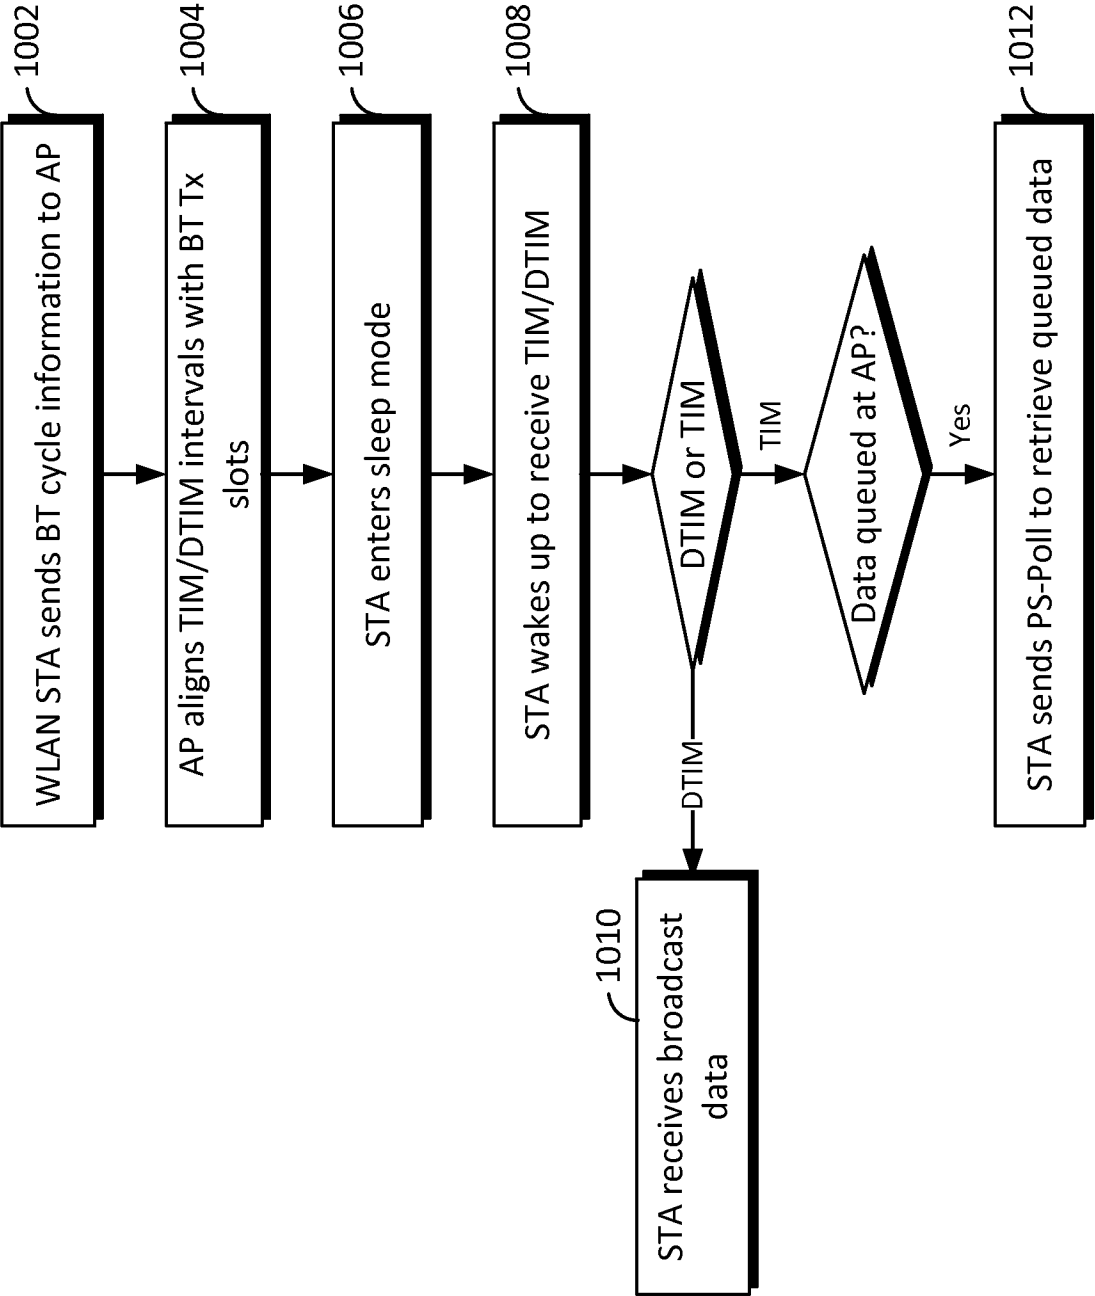 1002
WLAN STA sends BT cycle information to AP
1004
AP aligns TIM/DTIM intervals with BT Tx
slots
1006
STA enters sleep mode
1008
STA wakes up to receive TIM/DTIM
DTIM or TIM
DTIM
TIM
1010
STA receives broadcast
data
Data queued at AP?
Yes
1012
STA sends PS-Poll to retrieve queued data